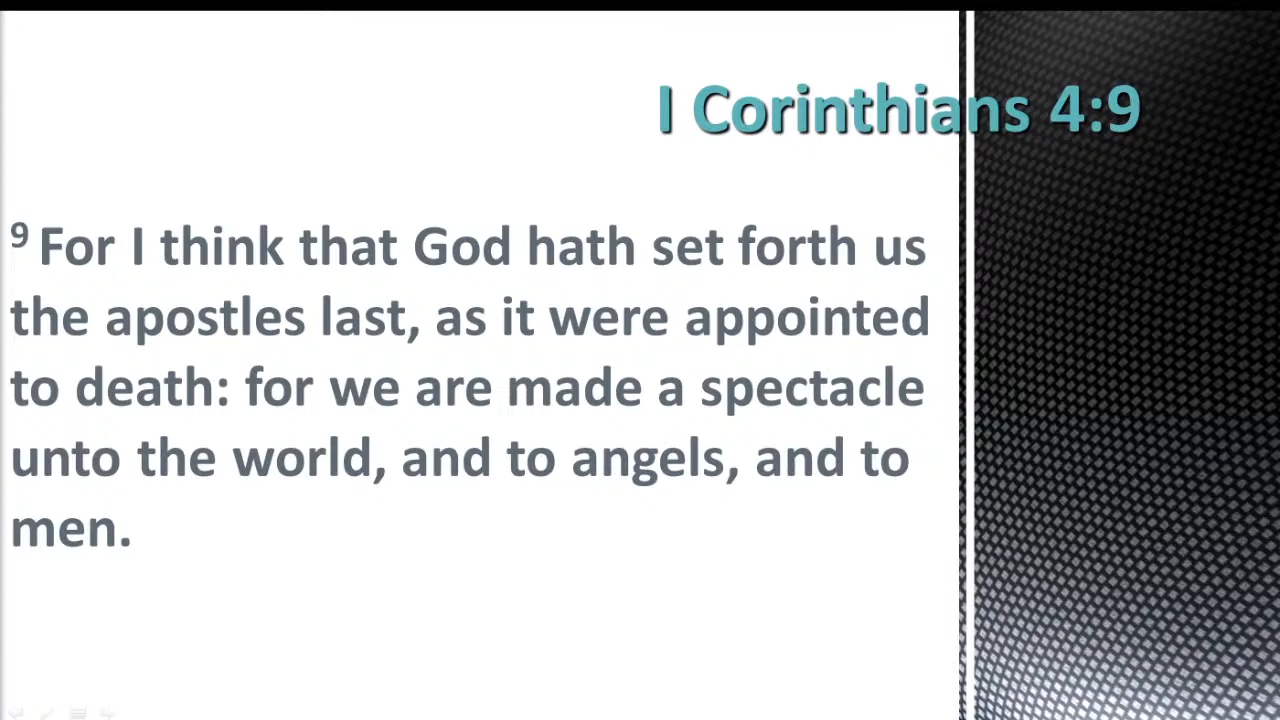 I Corinthians 4:9
9 For I think that God hath set forth us
the apostles last, as it were appointed
to death: for we are made a spectacle
unto the world, and to angels, and to
men.